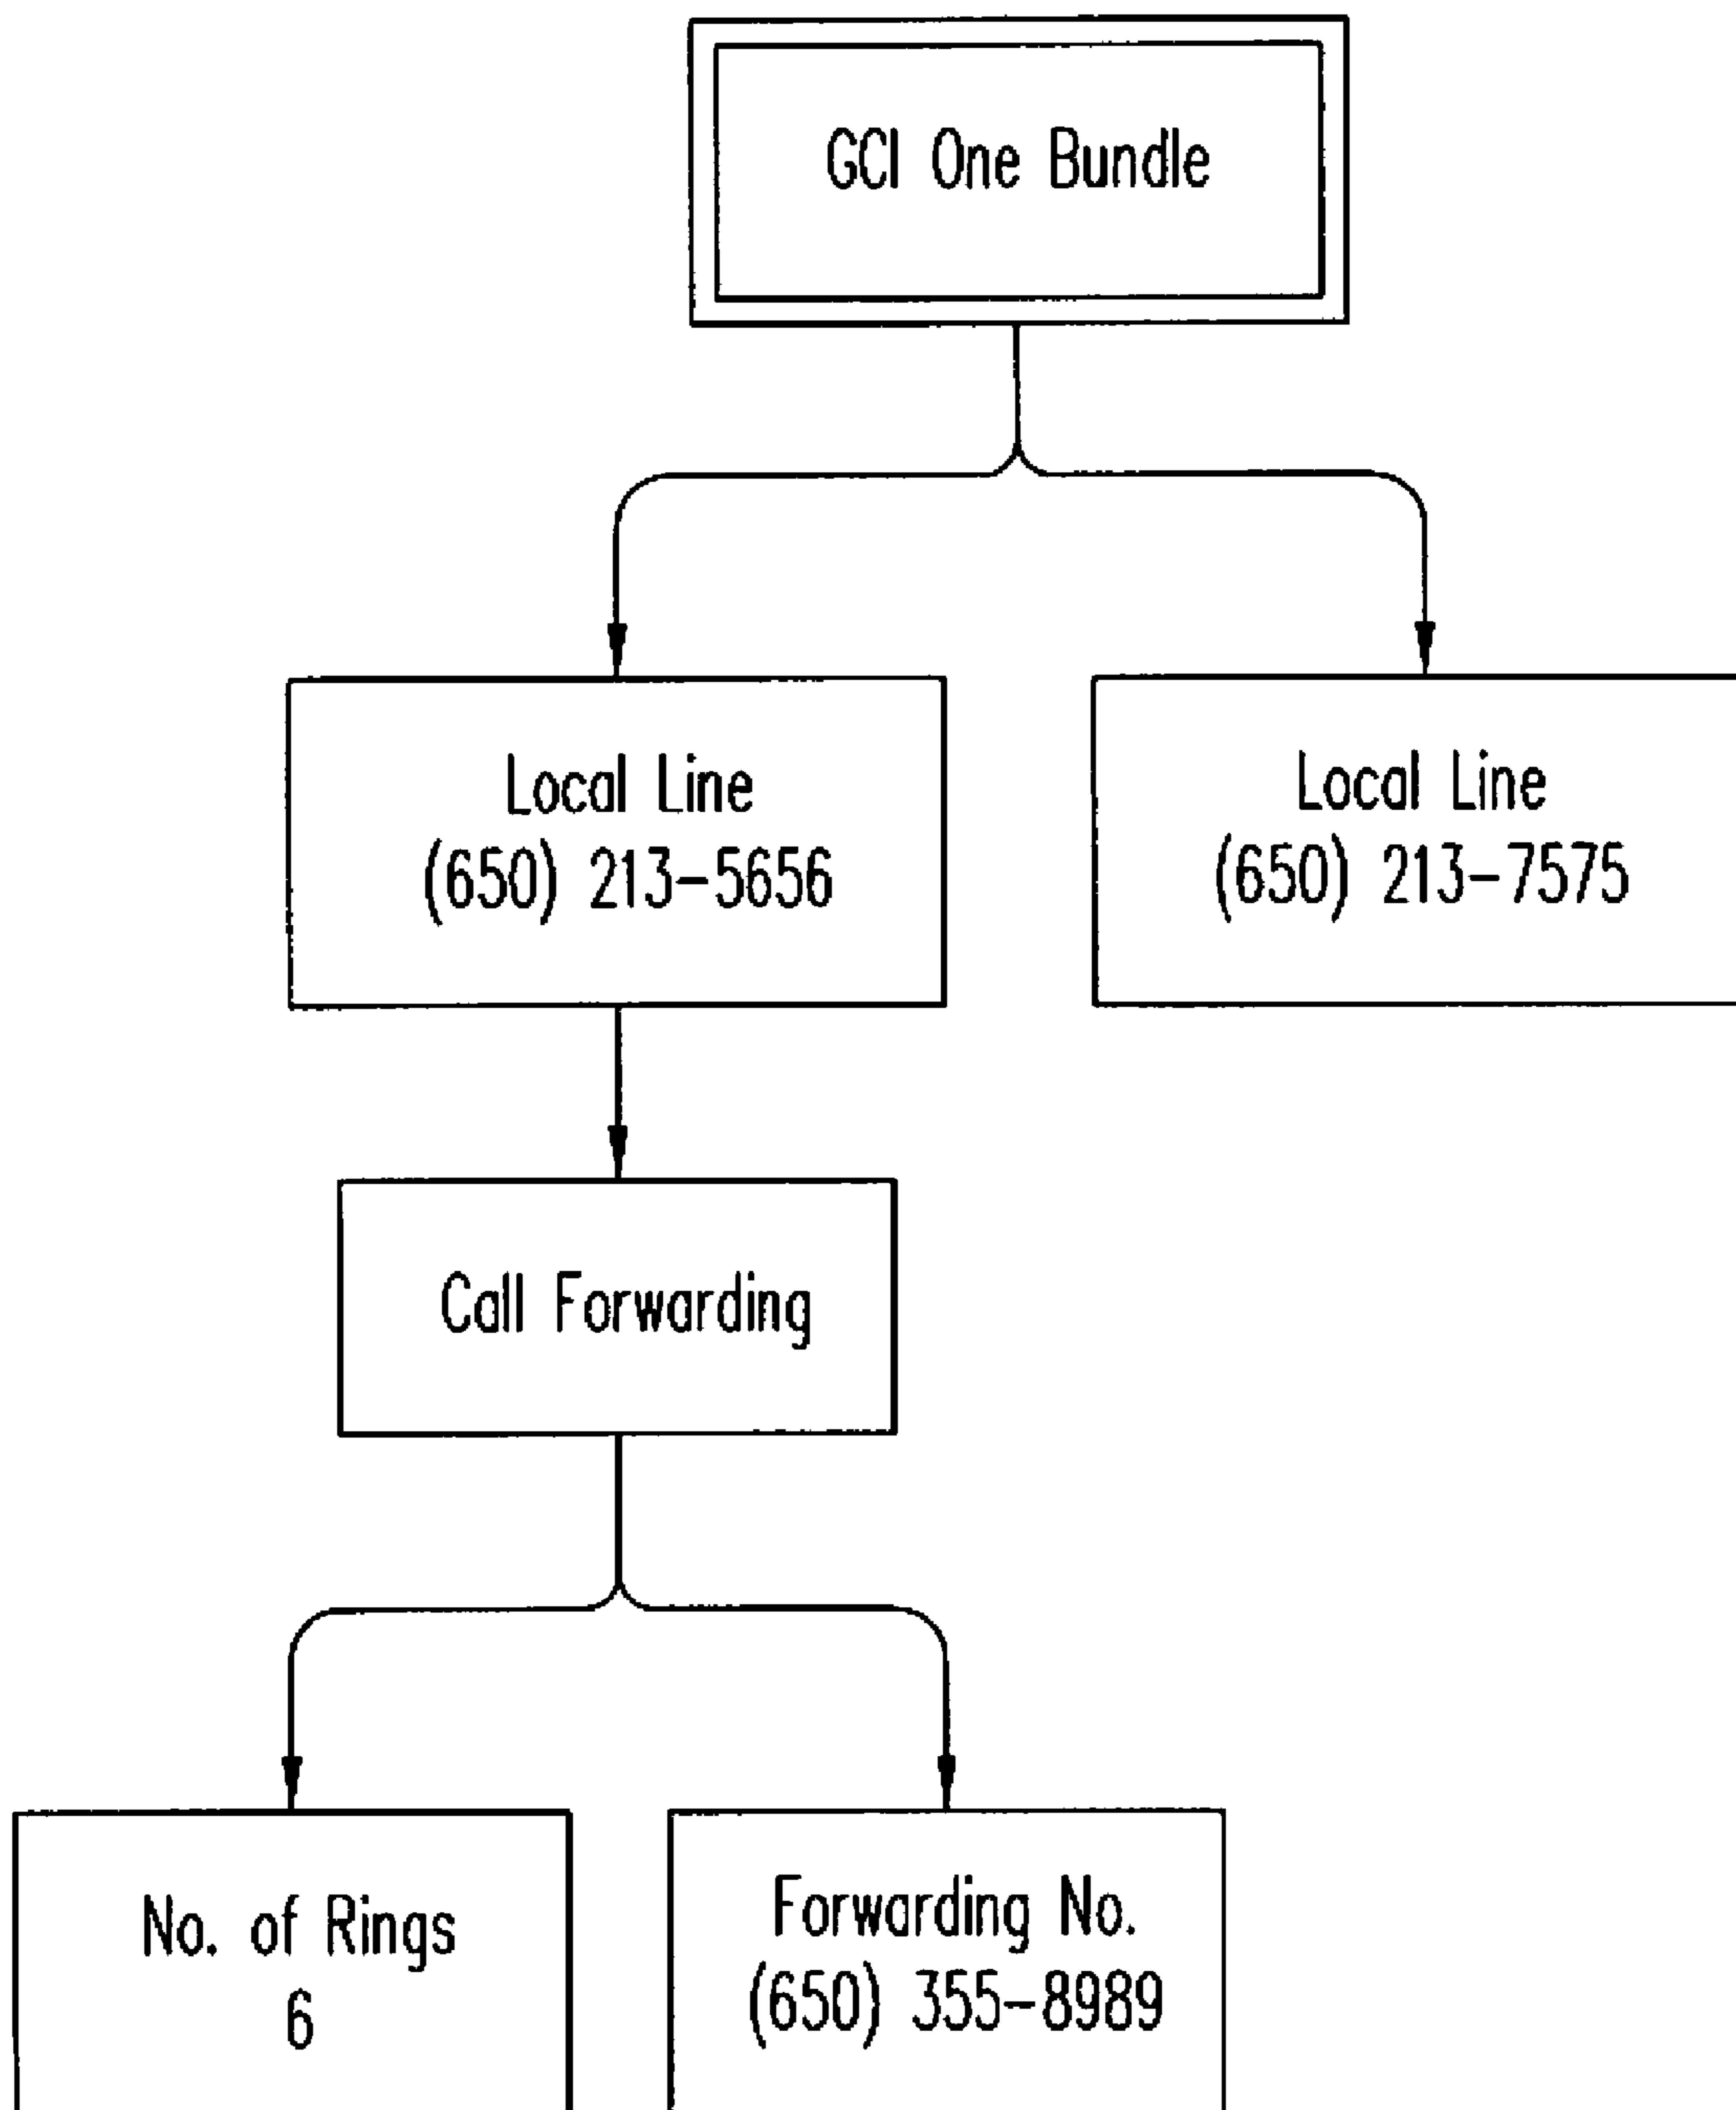 GCI One Bundle
Local Line
(650) 213-5656
Local Line
(650) 213-7575
Call Forwarding
No. of Rings
6
Forwarding No.
(650) 355-8989